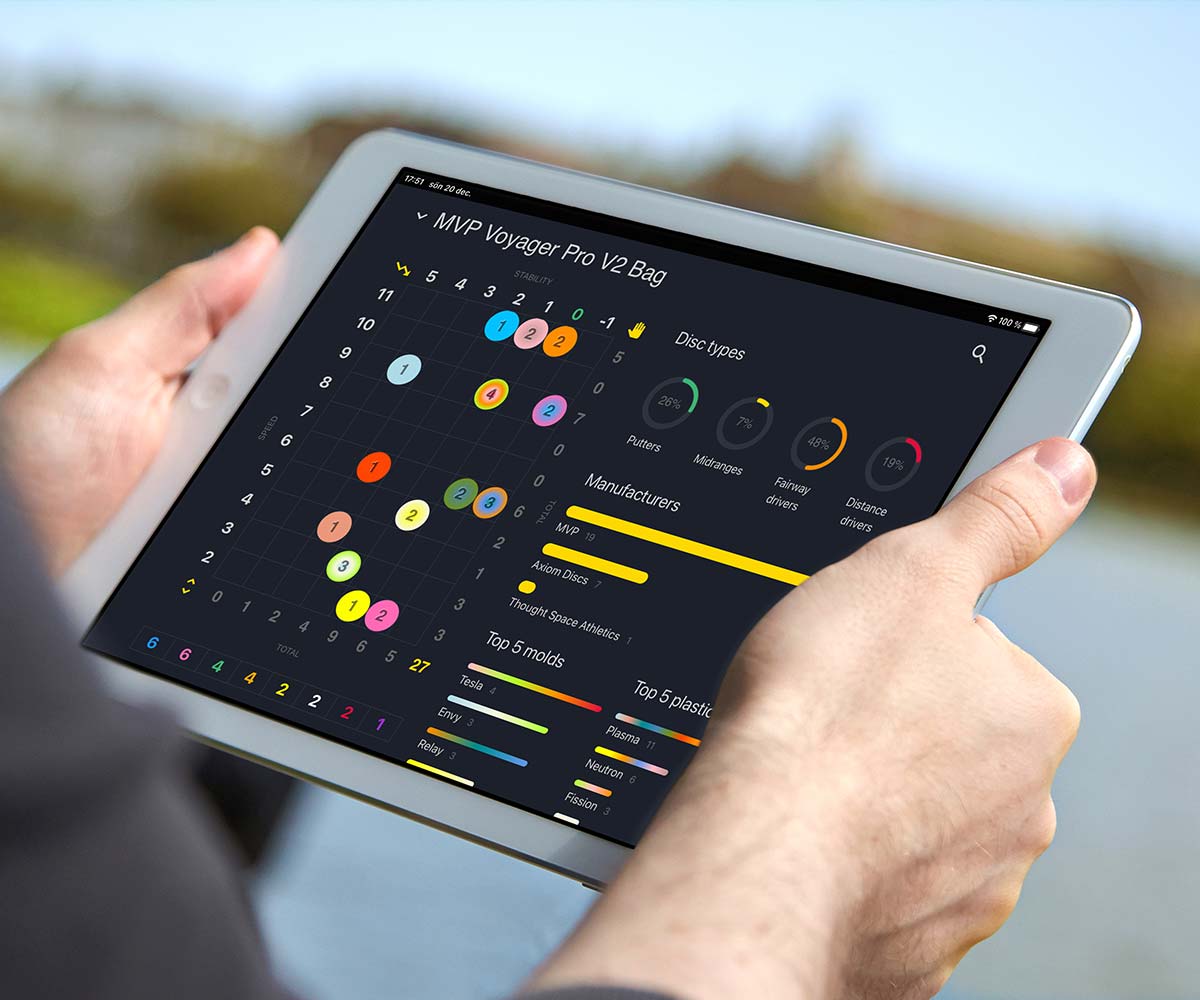 17:51 sön 20 dec.
100 %
MVP Voyager Pro V2 Bag
STABILITY
5 4 3 2 1 0 -1
SPEED
11 1 2 2 5
10 0
9 1 4 2 7
8 0
7 0
6 1 2 3 6
5 2 2
4 1 1
3 3 3
2 1 2 3
TOTAL
0 1 2 4 9 6 5 27
TOTAL
6 6 4 4 2 2 2 1
Disc types
26% 7% 48% 19%
Putters
Midranges
Fairway drivers
Distance drivers
Manufacturers
MVP 19
Axiom Discs 7
Thought Space Athletics 1
Top 5 molds
Tesla 4
Envy 3
Relay 3
Top 5 plastic
Plasma 11
Neutron 6
Fission 3